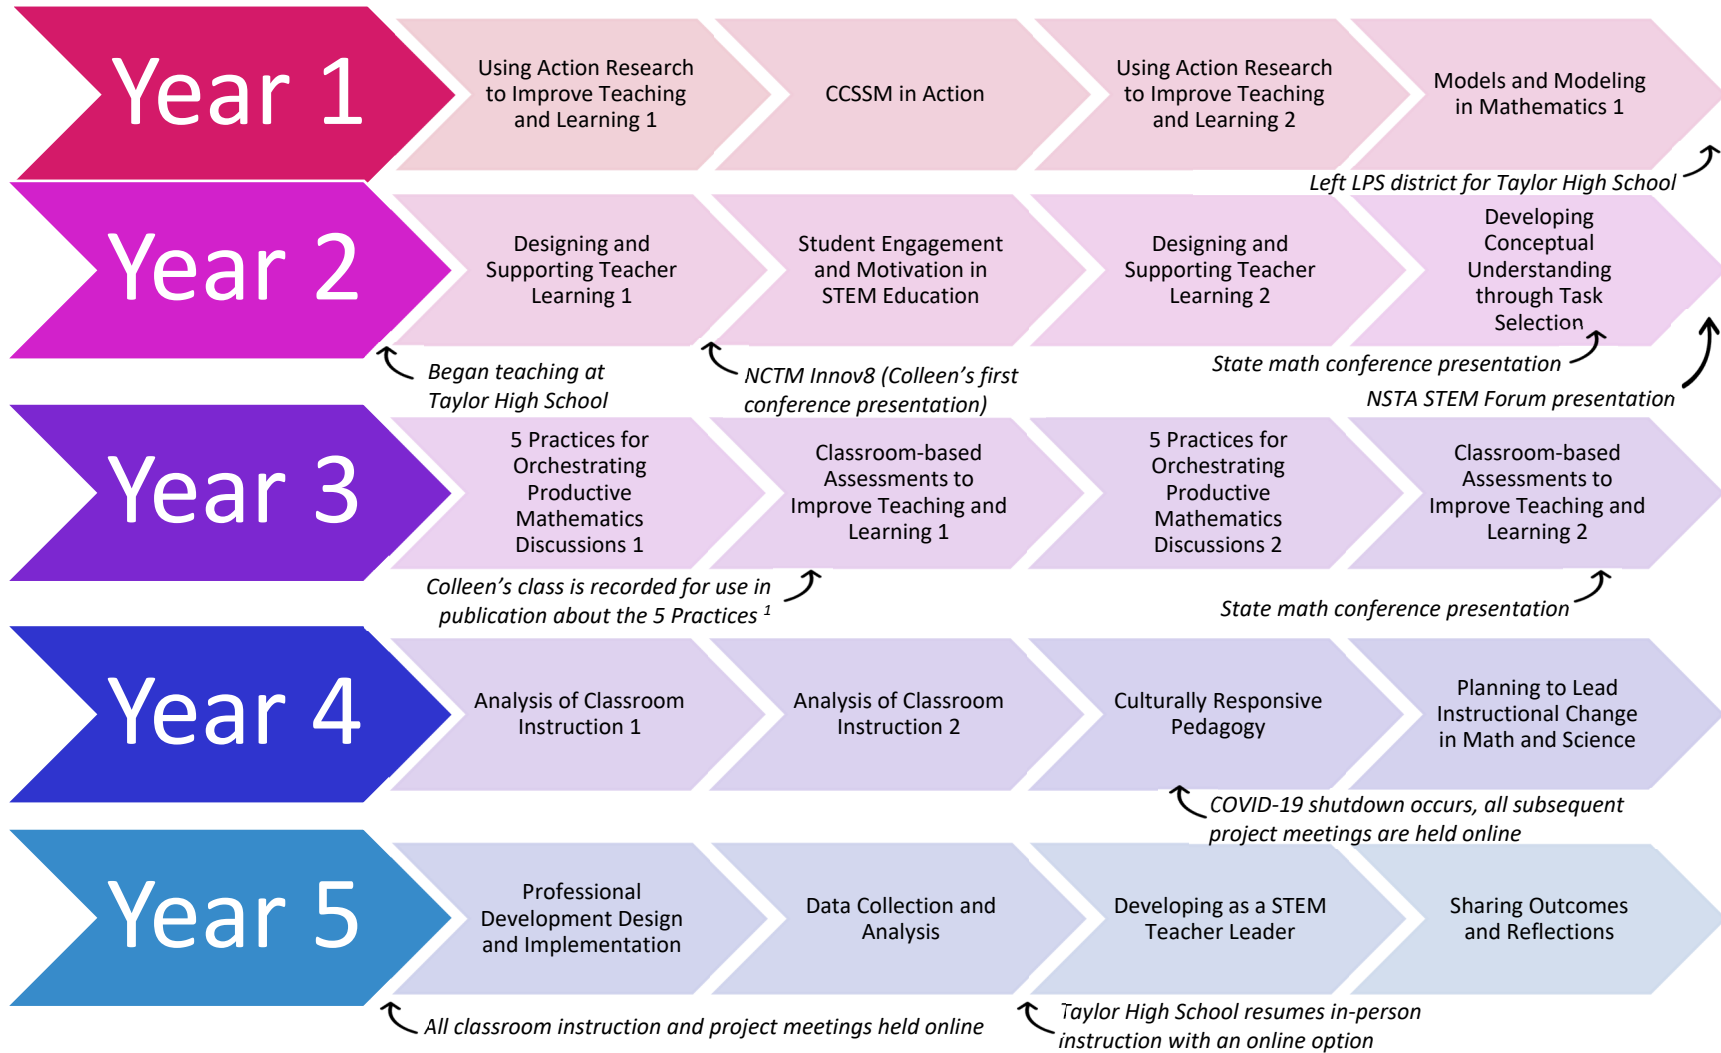 Year 1
Using Action Research
to Improve Teaching
and Learning 1
CCSSM in Action
Using Action Research
to Improve Teaching
and Learning 2
Models and Modeling
in Mathematics 1
Left LPS district for Taylor High School
Year 2
Designing and
Supporting Teacher
Learning 1
Student Engagement
and Motivation in
STEM Education
Designing and
Supporting Teacher
Learning 2
Developing
Conceptual
Understanding
through Task
Selection
Began teaching at
Taylor High School
NCTM Innov8 (Colleen’s first
conference presentation)
State math conference presentation
NSTA STEM Forum presentation
Year 3
5 Practices for
Orchestrating
Productive
Mathematics
Discussions 1
Classroom-based
Assessments to
Improve Teaching and
Learning 1
5 Practices for
Orchestrating
Productive
Mathematics
Discussions 2
Classroom-based
Assessments to
Improve Teaching and
Learning 2
Colleen’s class is recorded for use in
publication about the 5 Practices ¹
State math conference presentation
Year 4
Analysis of Classroom
Instruction 1
Analysis of Classroom
Instruction 2
Culturally Responsive
Pedagogy
Planning to Lead
Instructional Change
in Math and Science
COVID-19 shutdown occurs, all subsequent
project meetings are held online
Year 5
Professional
Development Design
and Implementation
Data Collection and
Analysis
Developing as a STEM
Teacher Leader
Sharing Outcomes
and Reflections
All classroom instruction and project meetings held online
Taylor High School resumes in-person
instruction with an online option